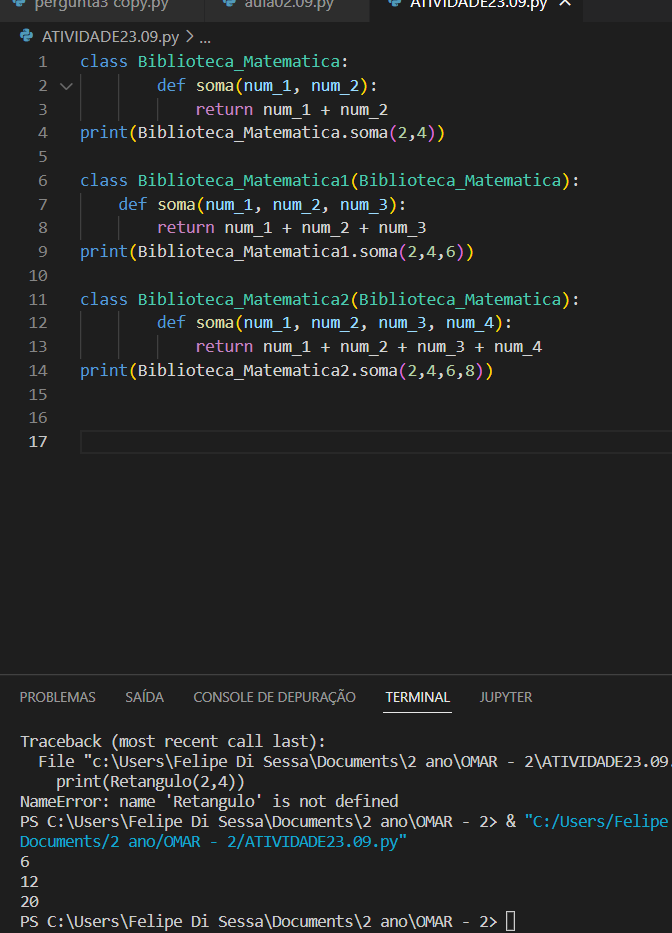 pergunta3 copy.py aula02.09.py ATIVIDADE23.09.py
ATIVIDADE23.09.py > ...
1 class Biblioteca_Matematica:
2 def soma(num_1, num_2):
3 return num_1 + num_2
4 print(Biblioteca_Matematica.soma(2,4))
5
6 class Biblioteca_Matematica1(Biblioteca_Matematica):
7 def soma(num_1, num_2, num_3):
8 return num_1 + num_2 + num_3
9 print(Biblioteca_Matematica1.soma(2,4,6))
10
11 class Biblioteca_Matematica2(Biblioteca_Matematica):
12 def soma(num_1, num_2, num_3, num_4):
13 return num_1 + num_2 + num_3 + num_4
14 print(Biblioteca_Matematica2.soma(2,4,6,8))
15
16
17
PROBLEMAS SAÍDA CONSOLE DE DEPURAÇÃO TERMINAL JUPYTER
Traceback (most recent call last):
File "c:\Users\Felipe Di Sessa\Documents\2 ano\OMAR - 2\ATIVIDADE23.09.
print(Retangulo(2,4))
NameError: name 'Retangulo' is not defined
PS C:\Users\Felipe Di Sessa\Documents\2 ano\OMAR - 2> & "C:/Users/Felipe
Documents/2 ano/OMAR - 2/ATIVIDADE23.09.py"
6
12
20
PS C:\Users\Felipe Di Sessa\Documents\2 ano\OMAR - 2>